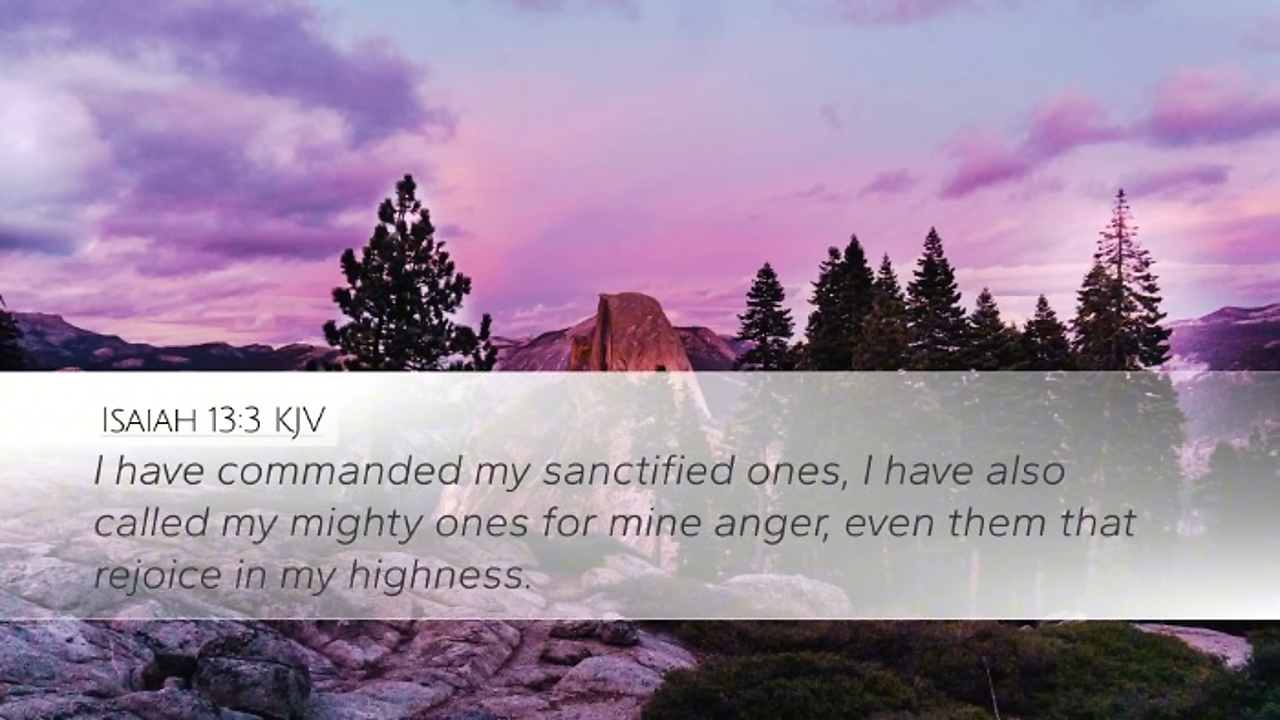 ISAIAH 13:3 KJV
I have commanded my sanctified ones, I have also
called my mighty ones for mine anger, even them that
rejoice in my highness.